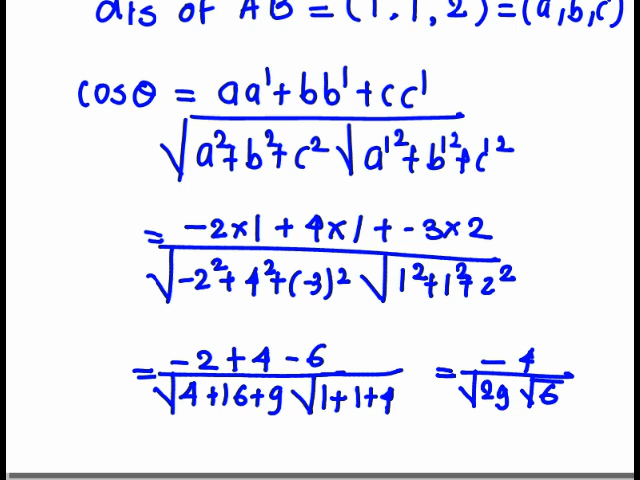 dis of AB = (1, 1, 2) = (a, b, c)
cosθ = aa' + bb' + cc'
√a² + b² + c² √a'² + b'² + c'²
= -2×1 + 4×1 + -3×2
√-2² + 4² + (-3)² √1² + 1² + 2²
= -2 + 4 - 6 = -4
√4 + 16 + 9 √1 + 1 + 4 √29 √6